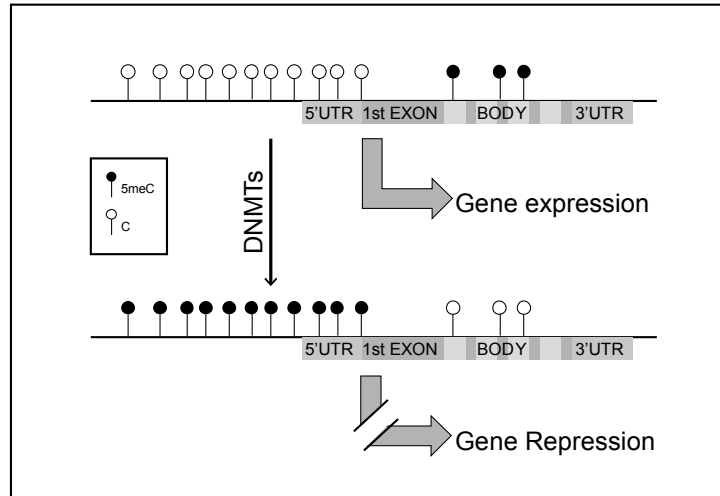 5'UTR 1st EXON BODY 3'UTR
5meC
C
DNMTs
Gene expression
5'UTR 1st EXON BODY 3'UTR
Gene Repression